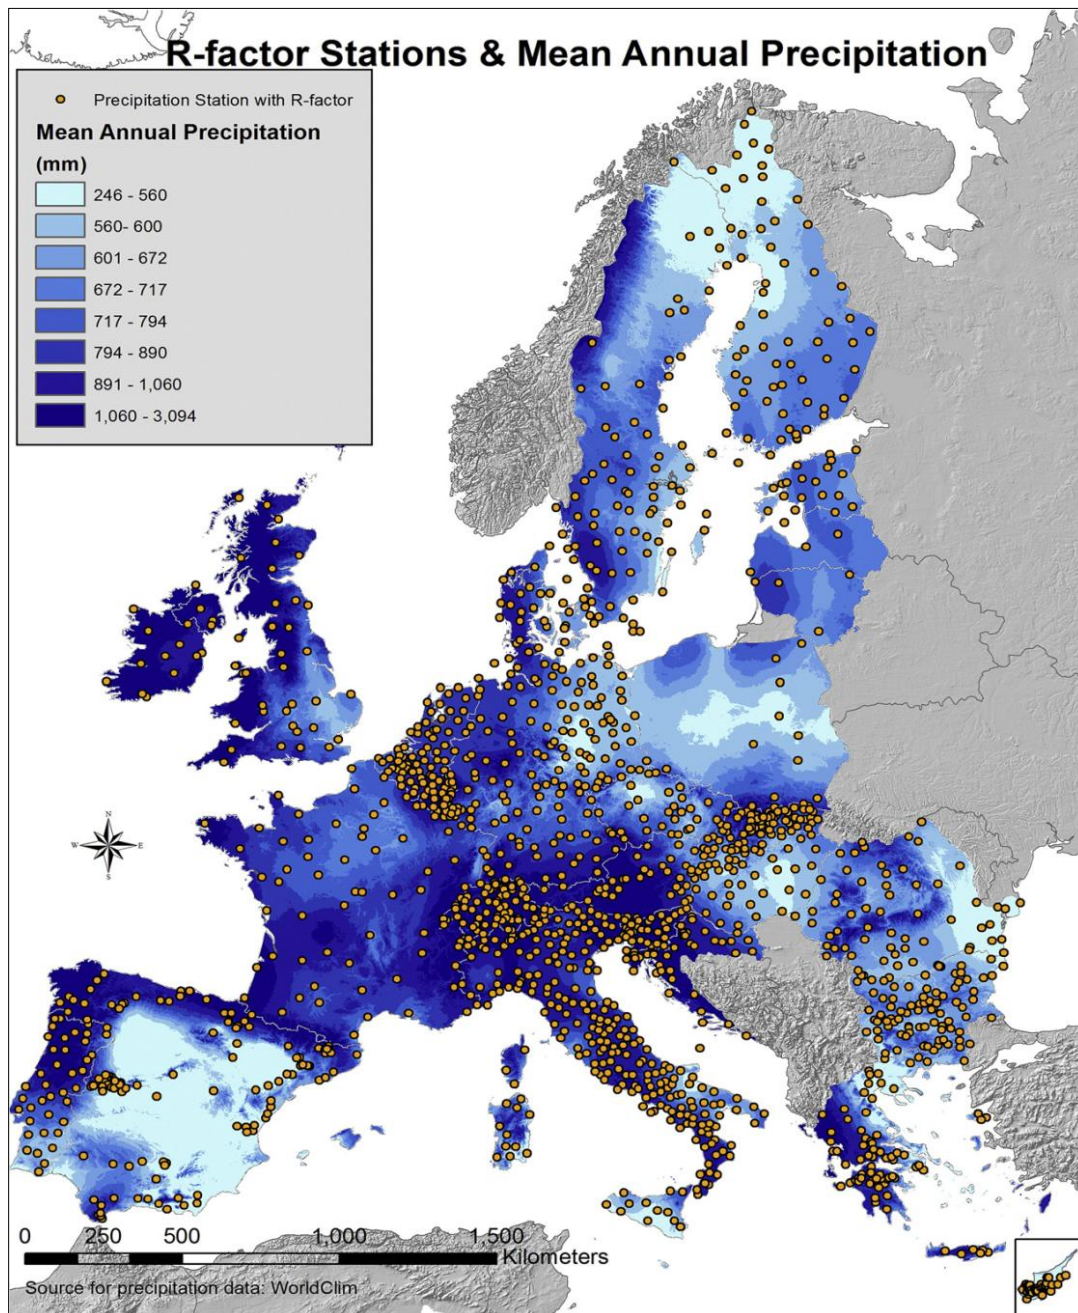 R-factor Stations & Mean Annual Precipitation
Precipitation Station with R-factor
Mean Annual Precipitation
(mm)
246 - 560
560- 600
601 - 672
672 - 717
717 - 794
794 - 890
891 - 1,060
1,060 - 3,094
N
W E
S
0 250 500 1,000 1,500
Kilometers
Source for precipitation data: WorldClim